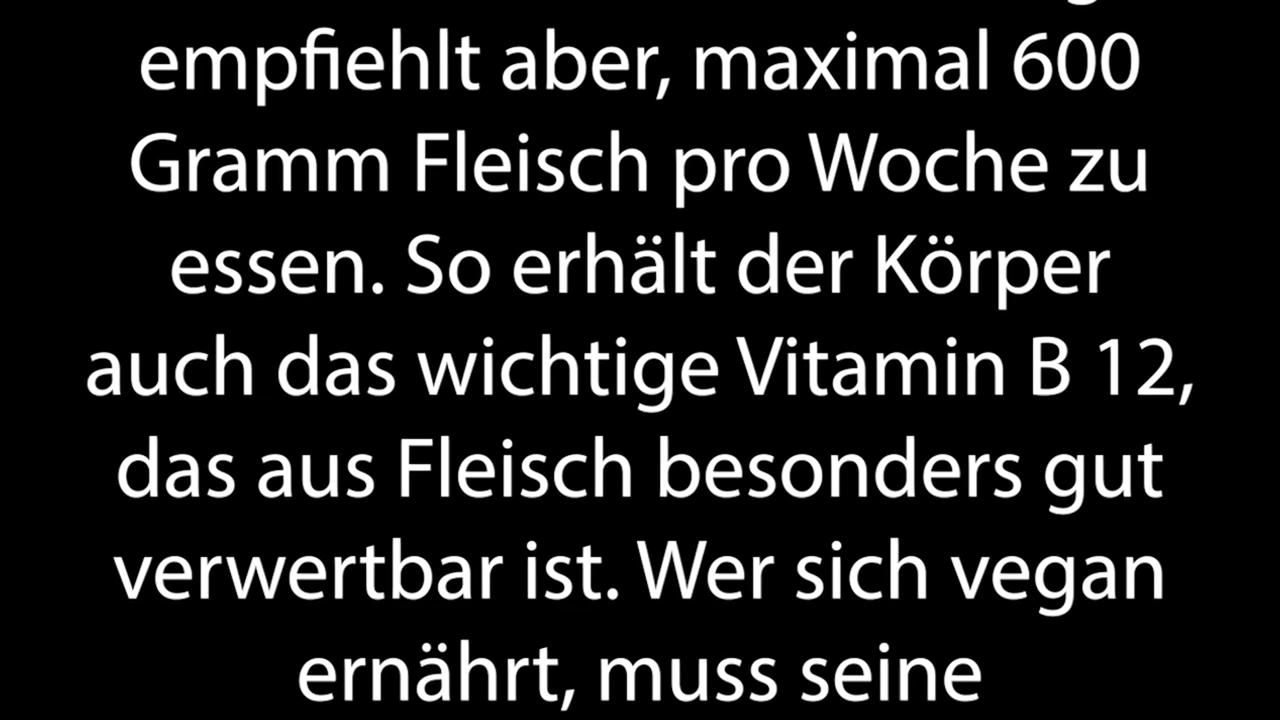 empfiehlt aber, maximal 600
Gramm Fleisch pro Woche zu
essen. So erhält der Körper
auch das wichtige Vitamin B 12,
das aus Fleisch besonders gut
verwertbar ist. Wer sich vegan
ernährt, muss seine